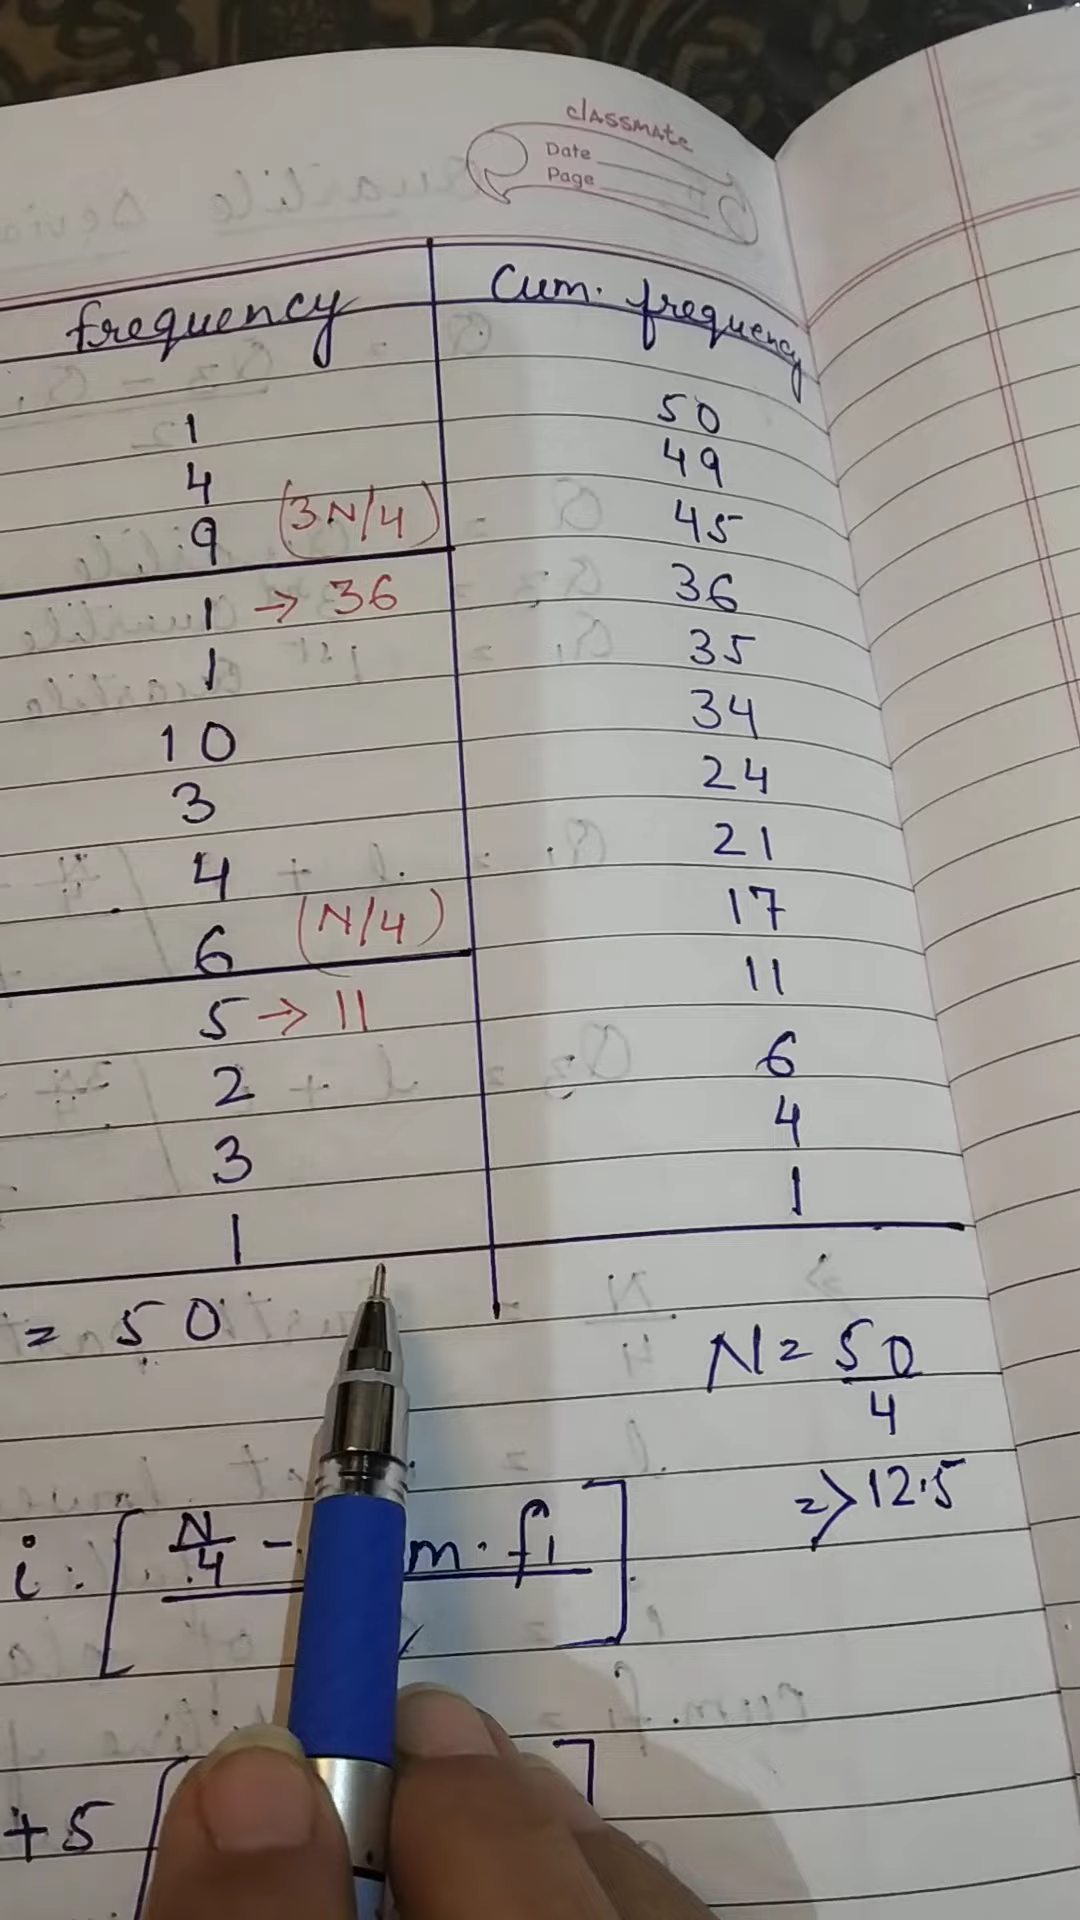 classmate
Date
Page
frequency Cum. frequency
1 50
4 49
9 (3N/4) 45
1 → 36 36
1 35
10 34
3 24
4 21
6 (N/4) 17
5 → 11 11
2 6
3 4
1 1
= 50
N = 50
4
=> 12.5
i. [N/4 - m.f1]
+ 5 [